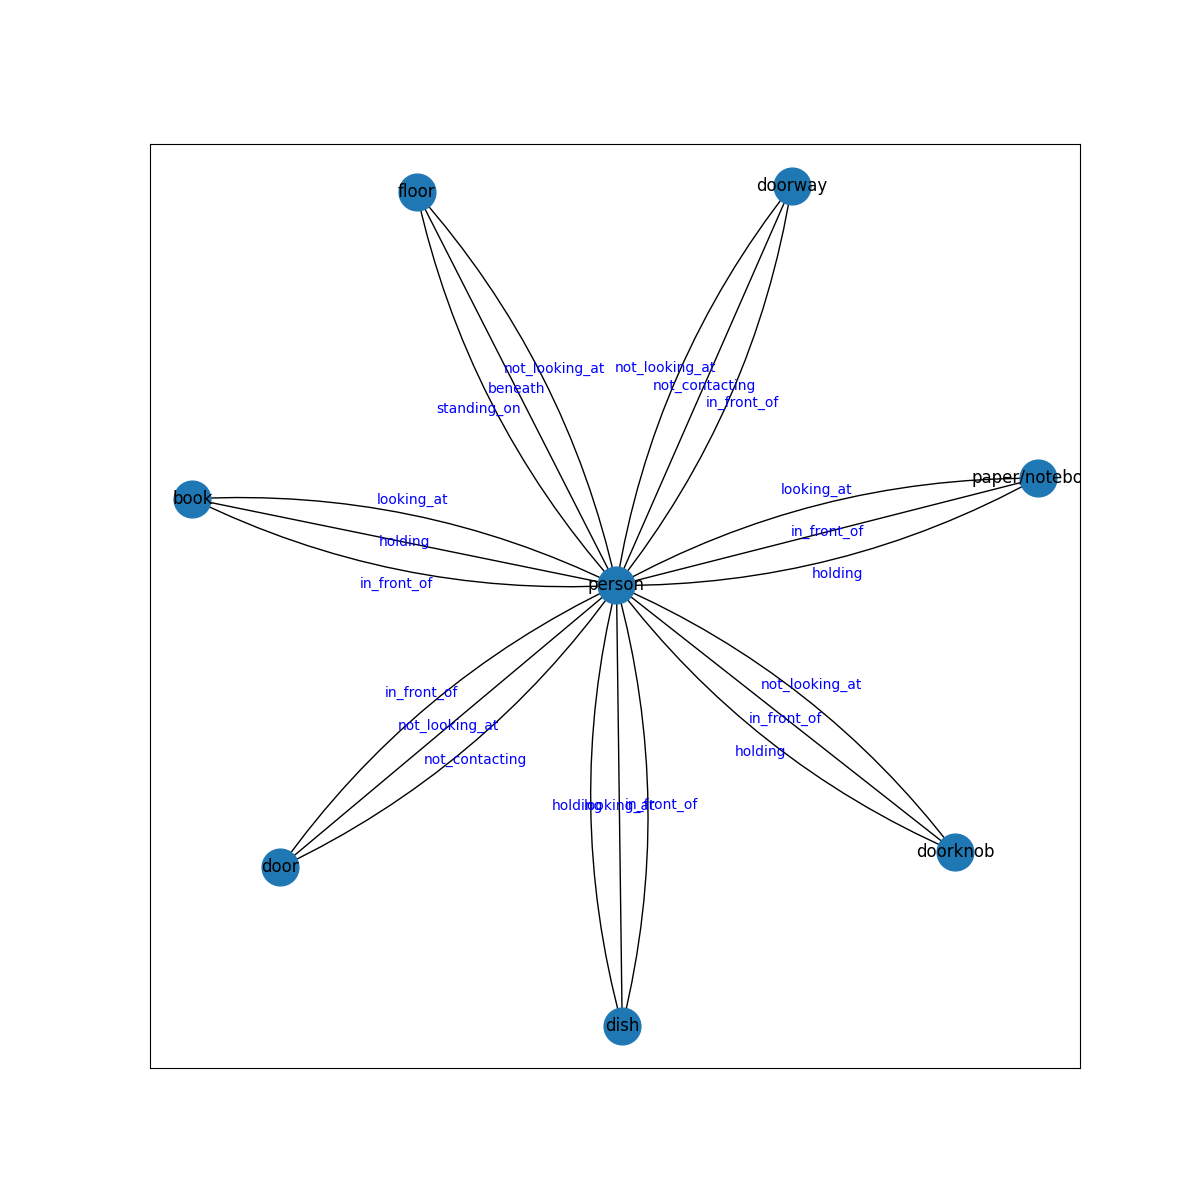 floor
doorway
not_looking_at
not_looking_at
beneath
not_contacting
standing_on
in_front_of
paper/notebo
book
looking_at
looking_at
holding
in_front_of
in_front_of
holding
person
in_front_of
not_looking_at
not_looking_at
in_front_of
not_contacting
holding
holding
looking_at
in_front_of
door
doorknob
dish